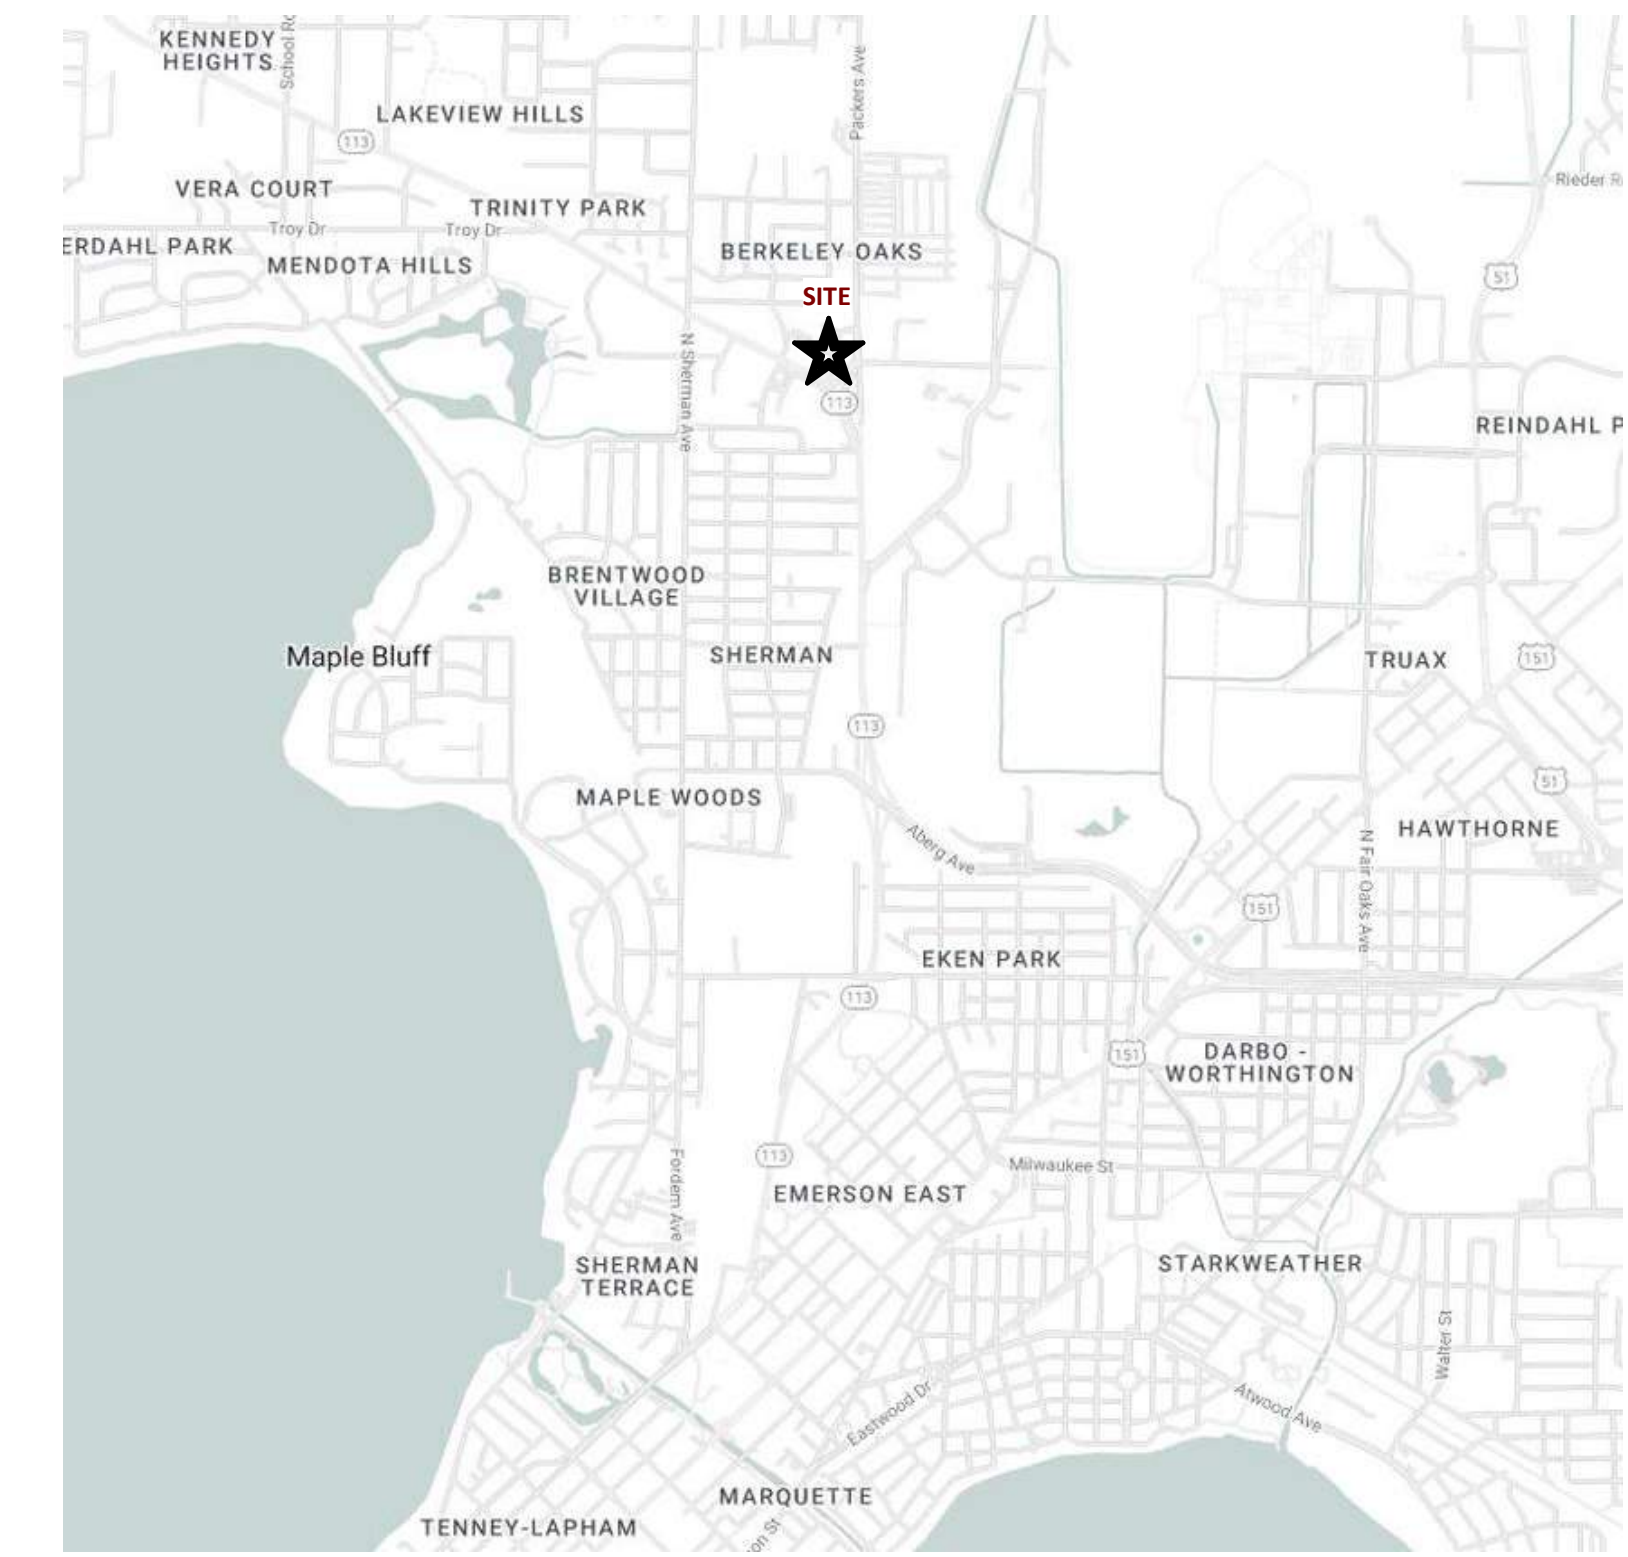 KENNEDY
HEIGHTS
Packers Ave
LAKEVIEW HILLS
113
VERA COURT
Rieder
TRINITY PARK
Troy Dr
Troy Dr
ERDAHL PARK
BERKELEY OAKS
MENDOTA HILLS
51
SITE
N Sherman Ave
113
REINDAHL P
BRENTWOOD
VILLAGE
Maple Bluff
SHERMAN
TRUAX
151
113
51
MAPLE WOODS
HAWTHORNE
Aberg Ave
N Fair Oaks Ave
151
EKEN PARK
113
151
DARBO -
WORTHINGTON
113
Milwaukee St
Fordem Ave
EMERSON EAST
SHERMAN
TERRACE
STARKWEATHER
Walter St
Eastwood Dr
Atwood Ave
MARQUETTE
TENNEY-LAPHAM
on St